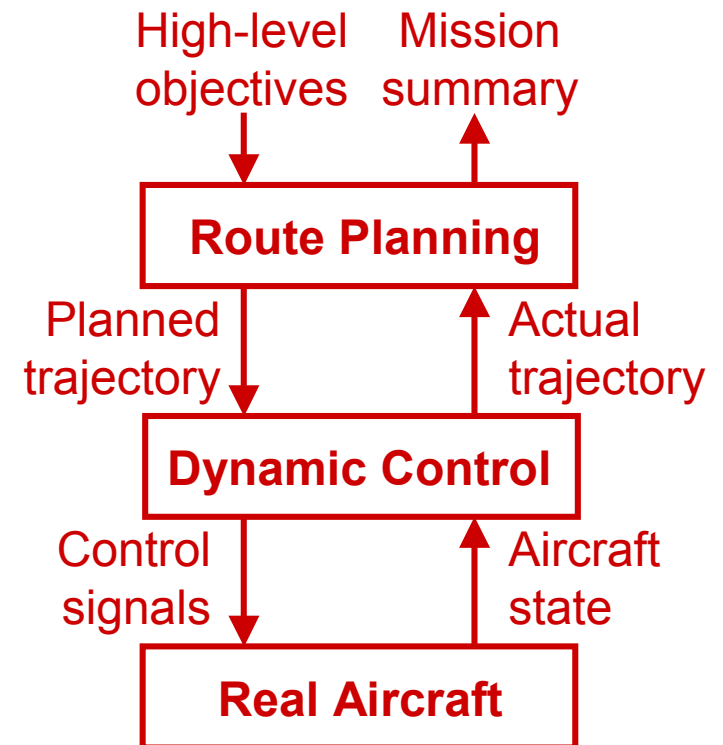 High-level
objectives
Mission
summary
Route Planning
Planned
trajectory
Actual
trajectory
Dynamic Control
Control
signals
Aircraft
state
Real Aircraft